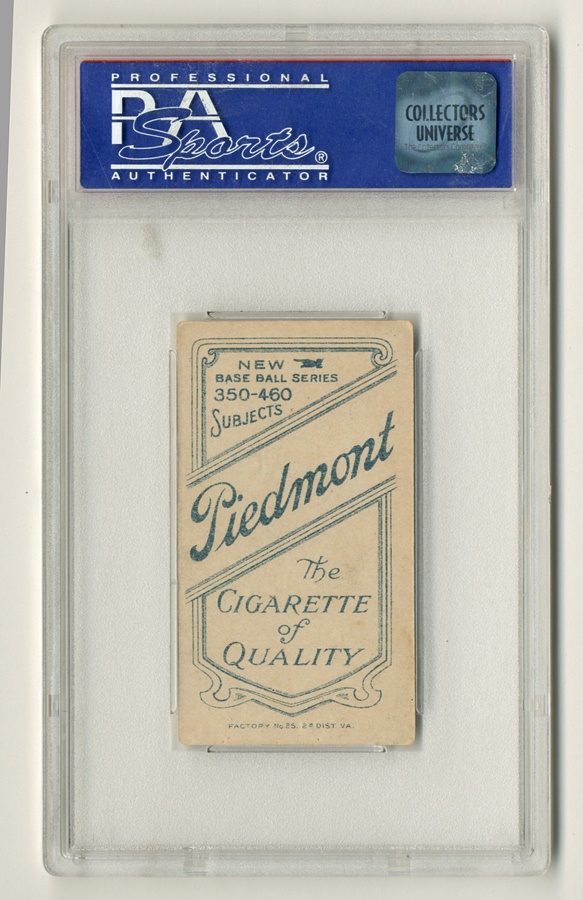 PROFESSIONAL
PSA
Sports®
AUTHENTICATOR
COLLECTORS
UNIVERSE
NEW
BASE BALL SERIES
350-460
SUBJECTS
Piedmont
The
CIGARETTE
of
QUALITY
FACTORY No 25, 2D DIST. VA.